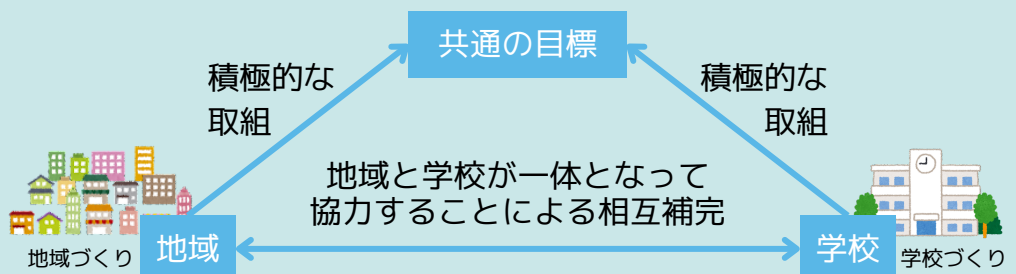 共通の目標
積極的な
取組
積極的な
取組
地域と学校が一体となって
協力することによる相互補完
地域づくり
地域
学校
学校づくり